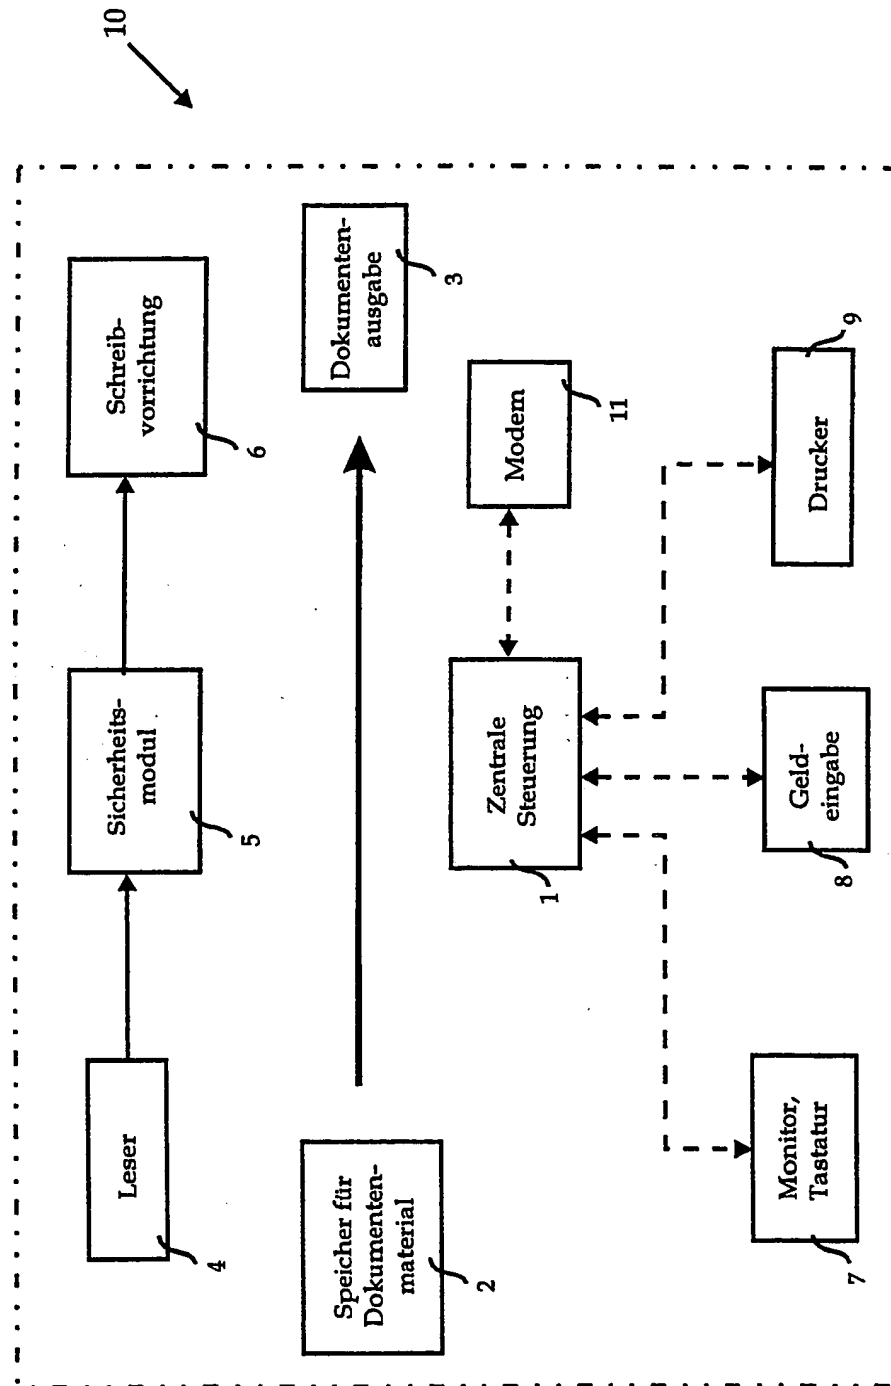 10
Leser
4
Sicherheits-
modul
5
Schreib-
vorrichtung
6
Speicher für
Dokumenten-
material
2
Dokumenten-
ausgabe
3
Zentrale
Steuerung
1
Modem
11
Monitor,
Tastatur
7
Geld-
eingabe
8
Drucker
9